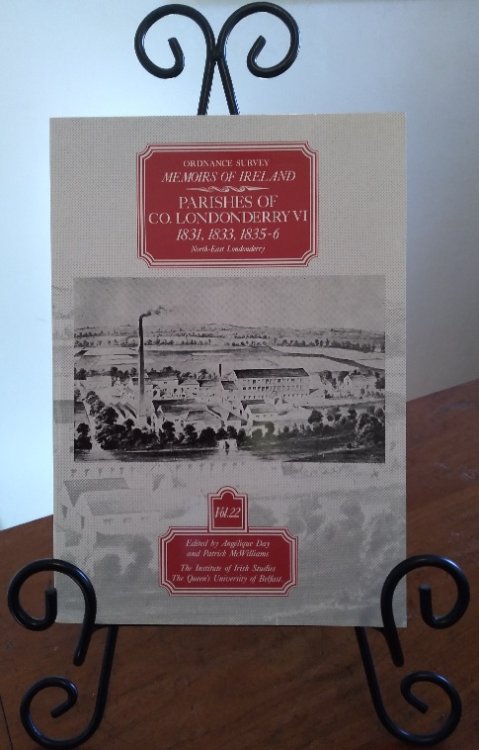 ORDNANCE SURVEY
MEMOIRS OF IRELAND
PARISHES OF
CO. LONDONDERRY VI
1831, 1833, 1835-6
North-East Londonderry
Vol.22
Edited by Angélique Day
and Patrick McWilliams
The Institute of Irish Studies
The Queen's University of Belfast.